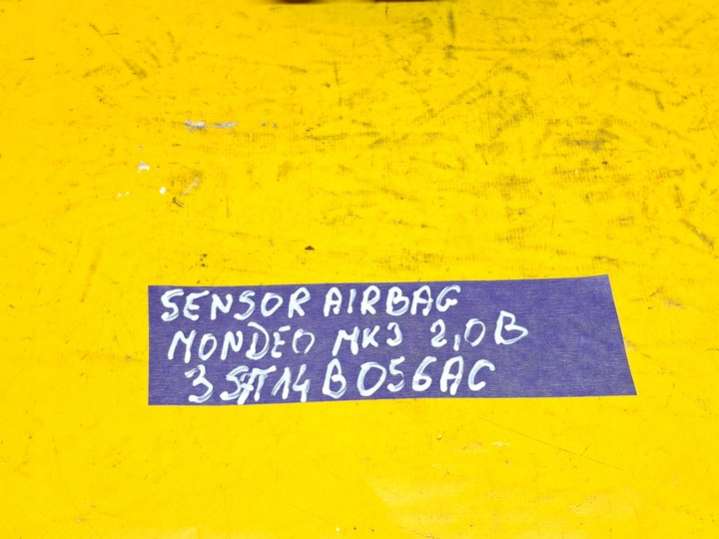 SENSOR AIRBAG
MONDEO MK3 2,0B
3S7T14B056AC